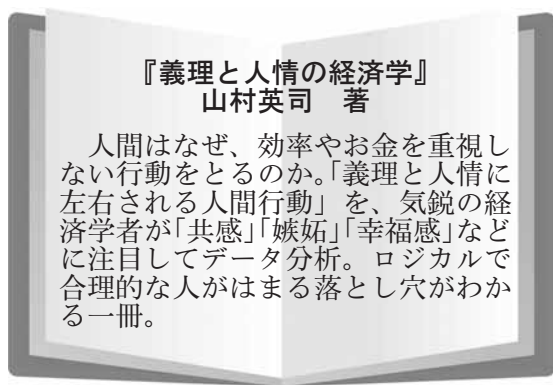 『義理と人情の経済学』
山村英司　著
　人間はなぜ、効率やお金を重視し
ない行動をとるのか。「義理と人情に
左右される人間行動」を、気鋭の経
済学者が「共感」「嫉妬」「幸福感」など
に注目してデータ分析。ロジカルで
合理的な人がはまる落とし穴がわか
る一冊。